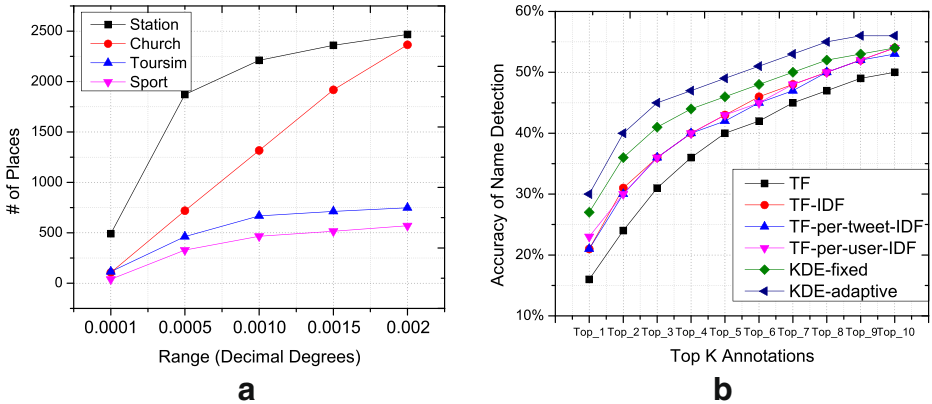 Station
Church
Toursim
Sport
2500
2000
1500
1000
500
0
# of Places
0.0001 0.0005 0.0010 0.0015 0.002
Range (Decimal Degrees)
a
60%
50%
40%
30%
20%
10%
Accuracy of Name Detection
TF
TF-IDF
TF-per-tweet-IDF
TF-per-user-IDF
KDE-fixed
KDE-adaptive
Top_1 Top_2 Top_3 Top_4 Top_5 Top_6 Top_7 Top_8 Top_9 Top_10
Top K Annotations
b